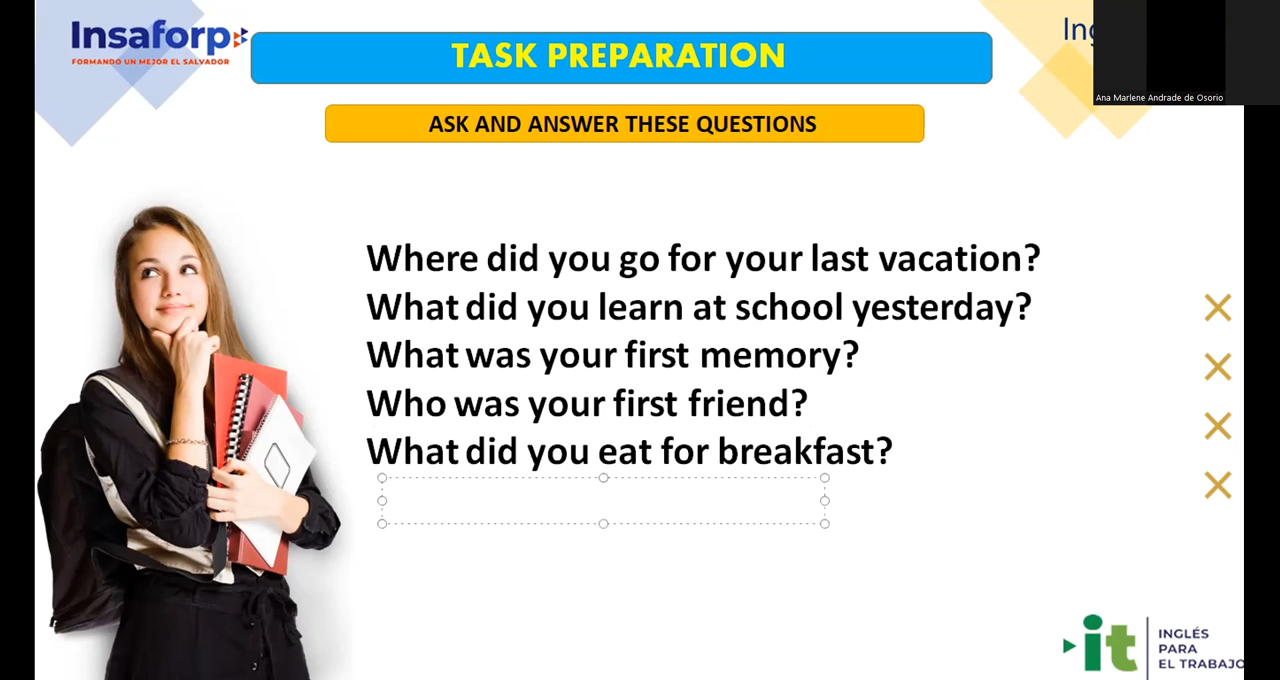 Insaforp
FORMANDO UN MEJOR EL SALVADOR
TASK PREPARATION
Ana Marlene Andrade de Osorio
ASK AND ANSWER THESE QUESTIONS
Where did you go for your last vacation?
What did you learn at school yesterday?
What was your first memory?
Who was your first friend?
What did you eat for breakfast?
it
INGLÉS
PARA
EL TRABAJO